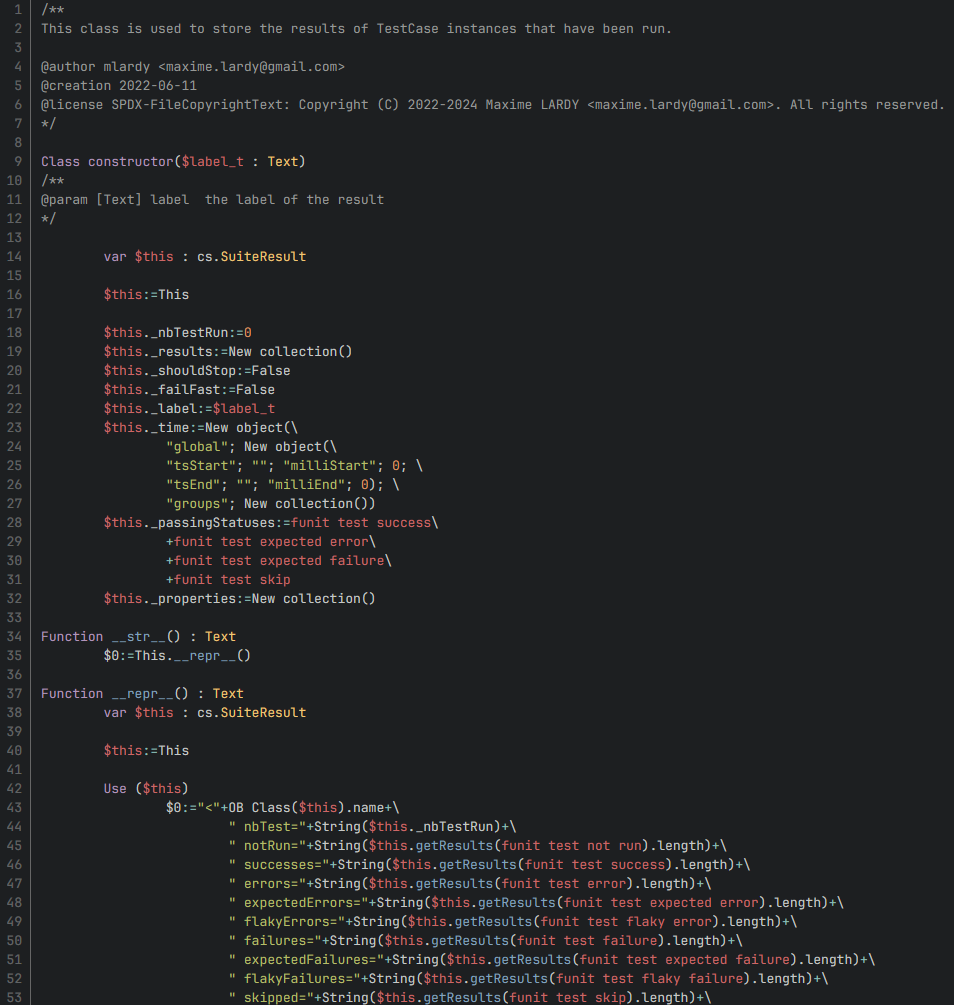 1 /**
2 This class is used to store the results of TestCase instances that have been run.
3
4 @author mlardy <maxime.lardy@gmail.com>
5 @creation 2022-06-11
6 @license SPDX-FileCopyrightText: Copyright (C) 2022-2024 Maxime LARDY <maxime.lardy@gmail.com>. All rights reserved.
7 */
8
9 Class constructor($label_t : Text)
10 /**
11 @param [Text] label  the label of the result
12 */
13
14         var $this : cs.SuiteResult
15
16         $this:=This
17
18         $this._nbTestRun:=0
19         $this._results:=New collection()
20         $this._shouldStop:=False
21         $this._failFast:=False
22         $this._label:=$label_t
23         $this._time:=New object(\
24                 "global"; New object(\
25                 "tsStart"; ""; "milliStart"; 0; \
26                 "tsEnd"; ""; "milliEnd"; 0); \
27                 "groups"; New collection())
28         $this._passingStatuses:=funit test success\
29                 +funit test expected error\
30                 +funit test expected failure\
31                 +funit test skip
32         $this._properties:=New collection()
33
34 Function __str__() : Text
35         $0:=This.__repr__()
36
37 Function __repr__() : Text
38         var $this : cs.SuiteResult
39
40         $this:=This
41
42         Use ($this)
43                 $0:="<"+OB Class($this).name+\
44                         " nbTest="+String($this._nbTestRun)+\
45                         " notRun="+String($this.getResults(funit test not run).length)+\
46                         " successes="+String($this.getResults(funit test success).length)+\
47                         " errors="+String($this.getResults(funit test error).length)+\
48                         " expectedErrors="+String($this.getResults(funit test expected error).length)+\
49                         " flakyErrors="+String($this.getResults(funit test flaky error).length)+\
50                         " failures="+String($this.getResults(funit test failure).length)+\
51                         " expectedFailures="+String($this.getResults(funit test expected failure).length)+\
52                         " flakyFailures="+String($this.getResults(funit test flaky failure).length)+\
53                         " skipped="+String($this.getResults(funit test skip).length)+\